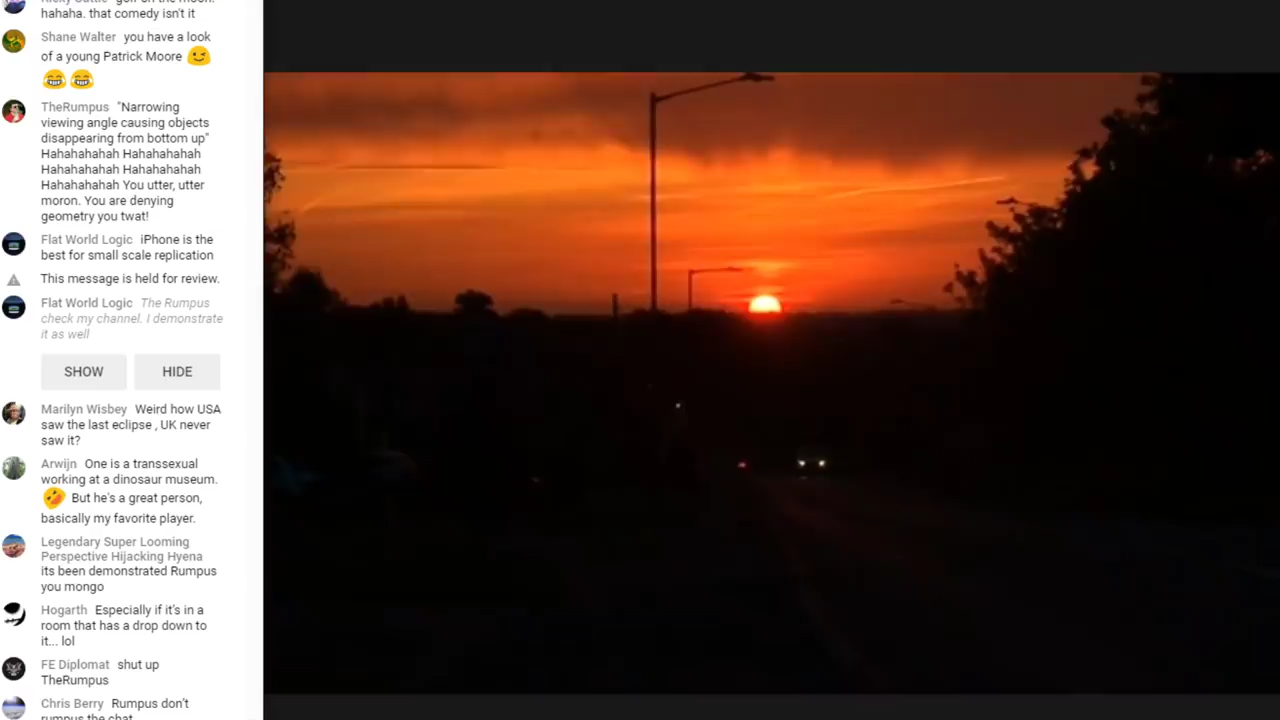 hahaha. that comedy isn't it
Shane Walter you have a look
of a young Patrick Moore
TheRumpus "Narrowing
viewing angle causing objects
disappearing from bottom up"
Hahahahahah Hahahahahah
Hahahahahah Hahahahahah
Hahahahahah You utter, utter
moron. You are denying
geometry you twat!
Flat World Logic iPhone is the
best for small scale replication
This message is held for review.
Flat World Logic The Rumpus
check my channel. I demonstrate
it as well
SHOW HIDE
Marilyn Wisbey Weird how USA
saw the last eclipse , UK never
saw it?
Arwijn One is a transsexual
working at a dinosaur museum.
But he's a great person,
basically my favorite player.
Legendary Super Looming
Perspective Hijacking Hyena
its been demonstrated Rumpus
you mongo
Hogarth Especially if it's in a
room that has a drop down to
it... lol
FE Diplomat shut up
TheRumpus
Chris Berry Rumpus don't
rumpus the chat